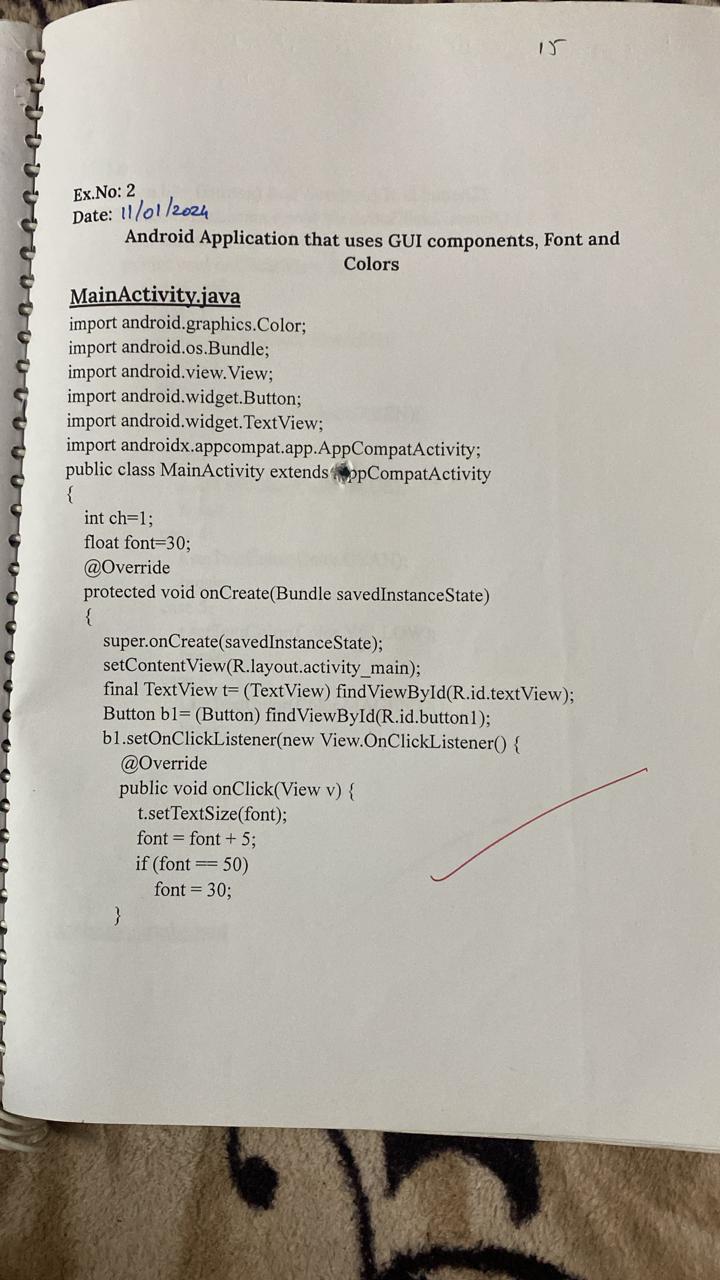 15
Ex.No: 2
Date: 11/01/2024
Android Application that uses GUI components, Font and
Colors
MainActivity.java
import android.graphics.Color;
import android.os.Bundle;
import android.view.View;
import android.widget.Button;
import android.widget.TextView;
import androidx.appcompat.app.AppCompatActivity;
public class MainActivity extends ppCompatActivity
{
int ch=1;
float font=30;
@Override
protected void onCreate(Bundle savedInstanceState)
{
super.onCreate(savedInstanceState);
setContentView(R.layout.activity_main);
final TextView t= (TextView) findViewById(R.id.textView);
Button b1= (Button) findViewById(R.id.button1);
b1.setOnClickListener(new View.OnClickListener() {
@Override
public void onClick(View v) {
t.setTextSize(font);
font = font + 5;
if (font == 50)
font = 30;
}